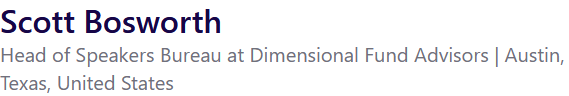 Scott Bosworth
Head of Speakers Bureau at Dimensional Fund Advisors | Austin,
Texas, United States